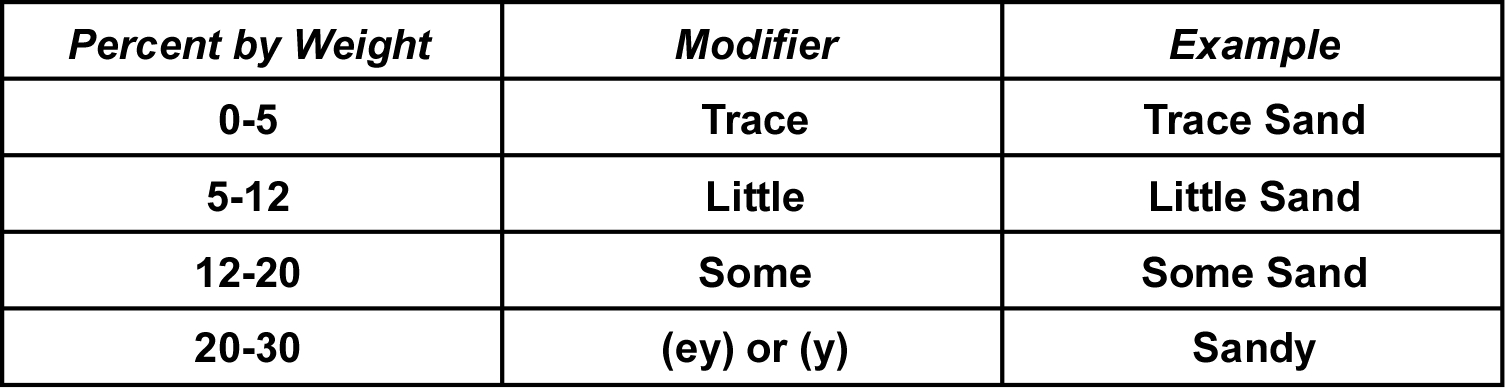 Percent by Weight Modifier Example
0-5 Trace Trace Sand
5-12 Little Little Sand
12-20 Some Some Sand
20-30 (ey) or (y) Sandy